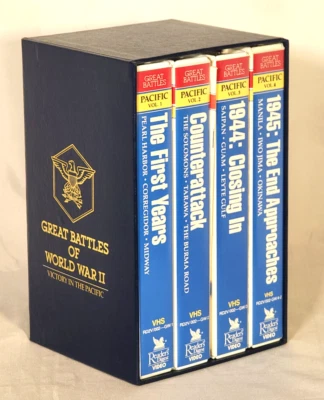 GREAT BATTLES
OF
WORLD WAR II
VICTORY IN THE PACIFIC
GREAT
BATTLES
PACIFIC
VOL. 1
The First Years
PEARL HARBOR • CORREGIDOR • MIDWAY
VHS
Reader's
Digest
VIDEO
GREAT
BATTLES
PACIFIC
VOL. 2
Counterattack
THE SOLOMONS • TARAWA • THE BURMA ROAD
VHS
Reader's
Digest
VIDEO
GREAT
BATTLES
PACIFIC
VOL. 3
1944: Closing In
SAIPAN • GUAM • LEYTE GULF
VHS
Reader's
Digest
VIDEO
GREAT
BATTLES
PACIFIC
1945: The End Approaches
MANILA • IWO JIMA • OKINAWA
VHS
Reader's
Digest
VIDEO